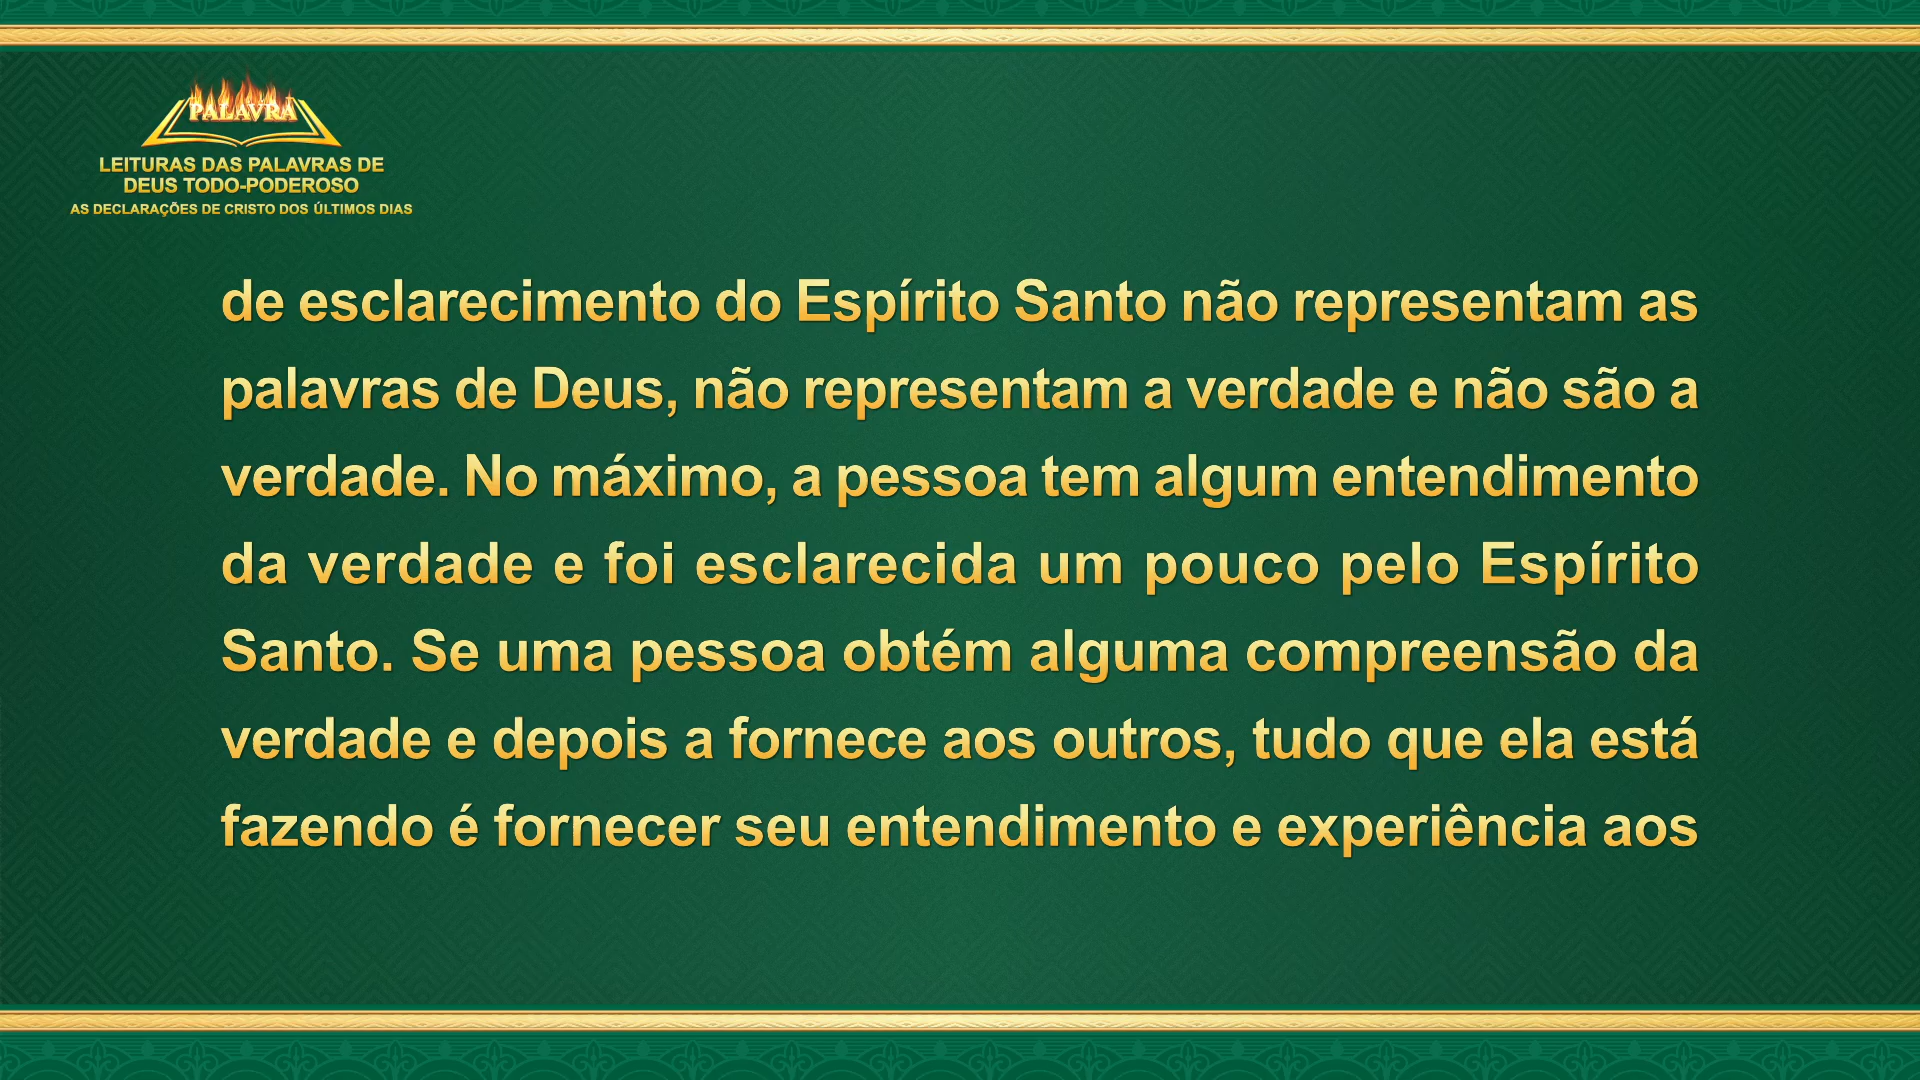 PALAVRA
LEITURAS DAS PALAVRAS DE
DEUS TODO-PODEROSO
AS DECLARAÇÕES DE CRISTO DOS ÚLTIMOS DIAS
de esclarecimento do Espírito Santo não representam as
palavras de Deus, não representam a verdade e não são a
verdade. No máximo, a pessoa tem algum entendimento
da verdade e foi esclarecida um pouco pelo Espírito
Santo. Se uma pessoa obtém alguma compreensão da
verdade e depois a fornece aos outros, tudo que ela está
fazendo é fornecer seu entendimento e experiência aos